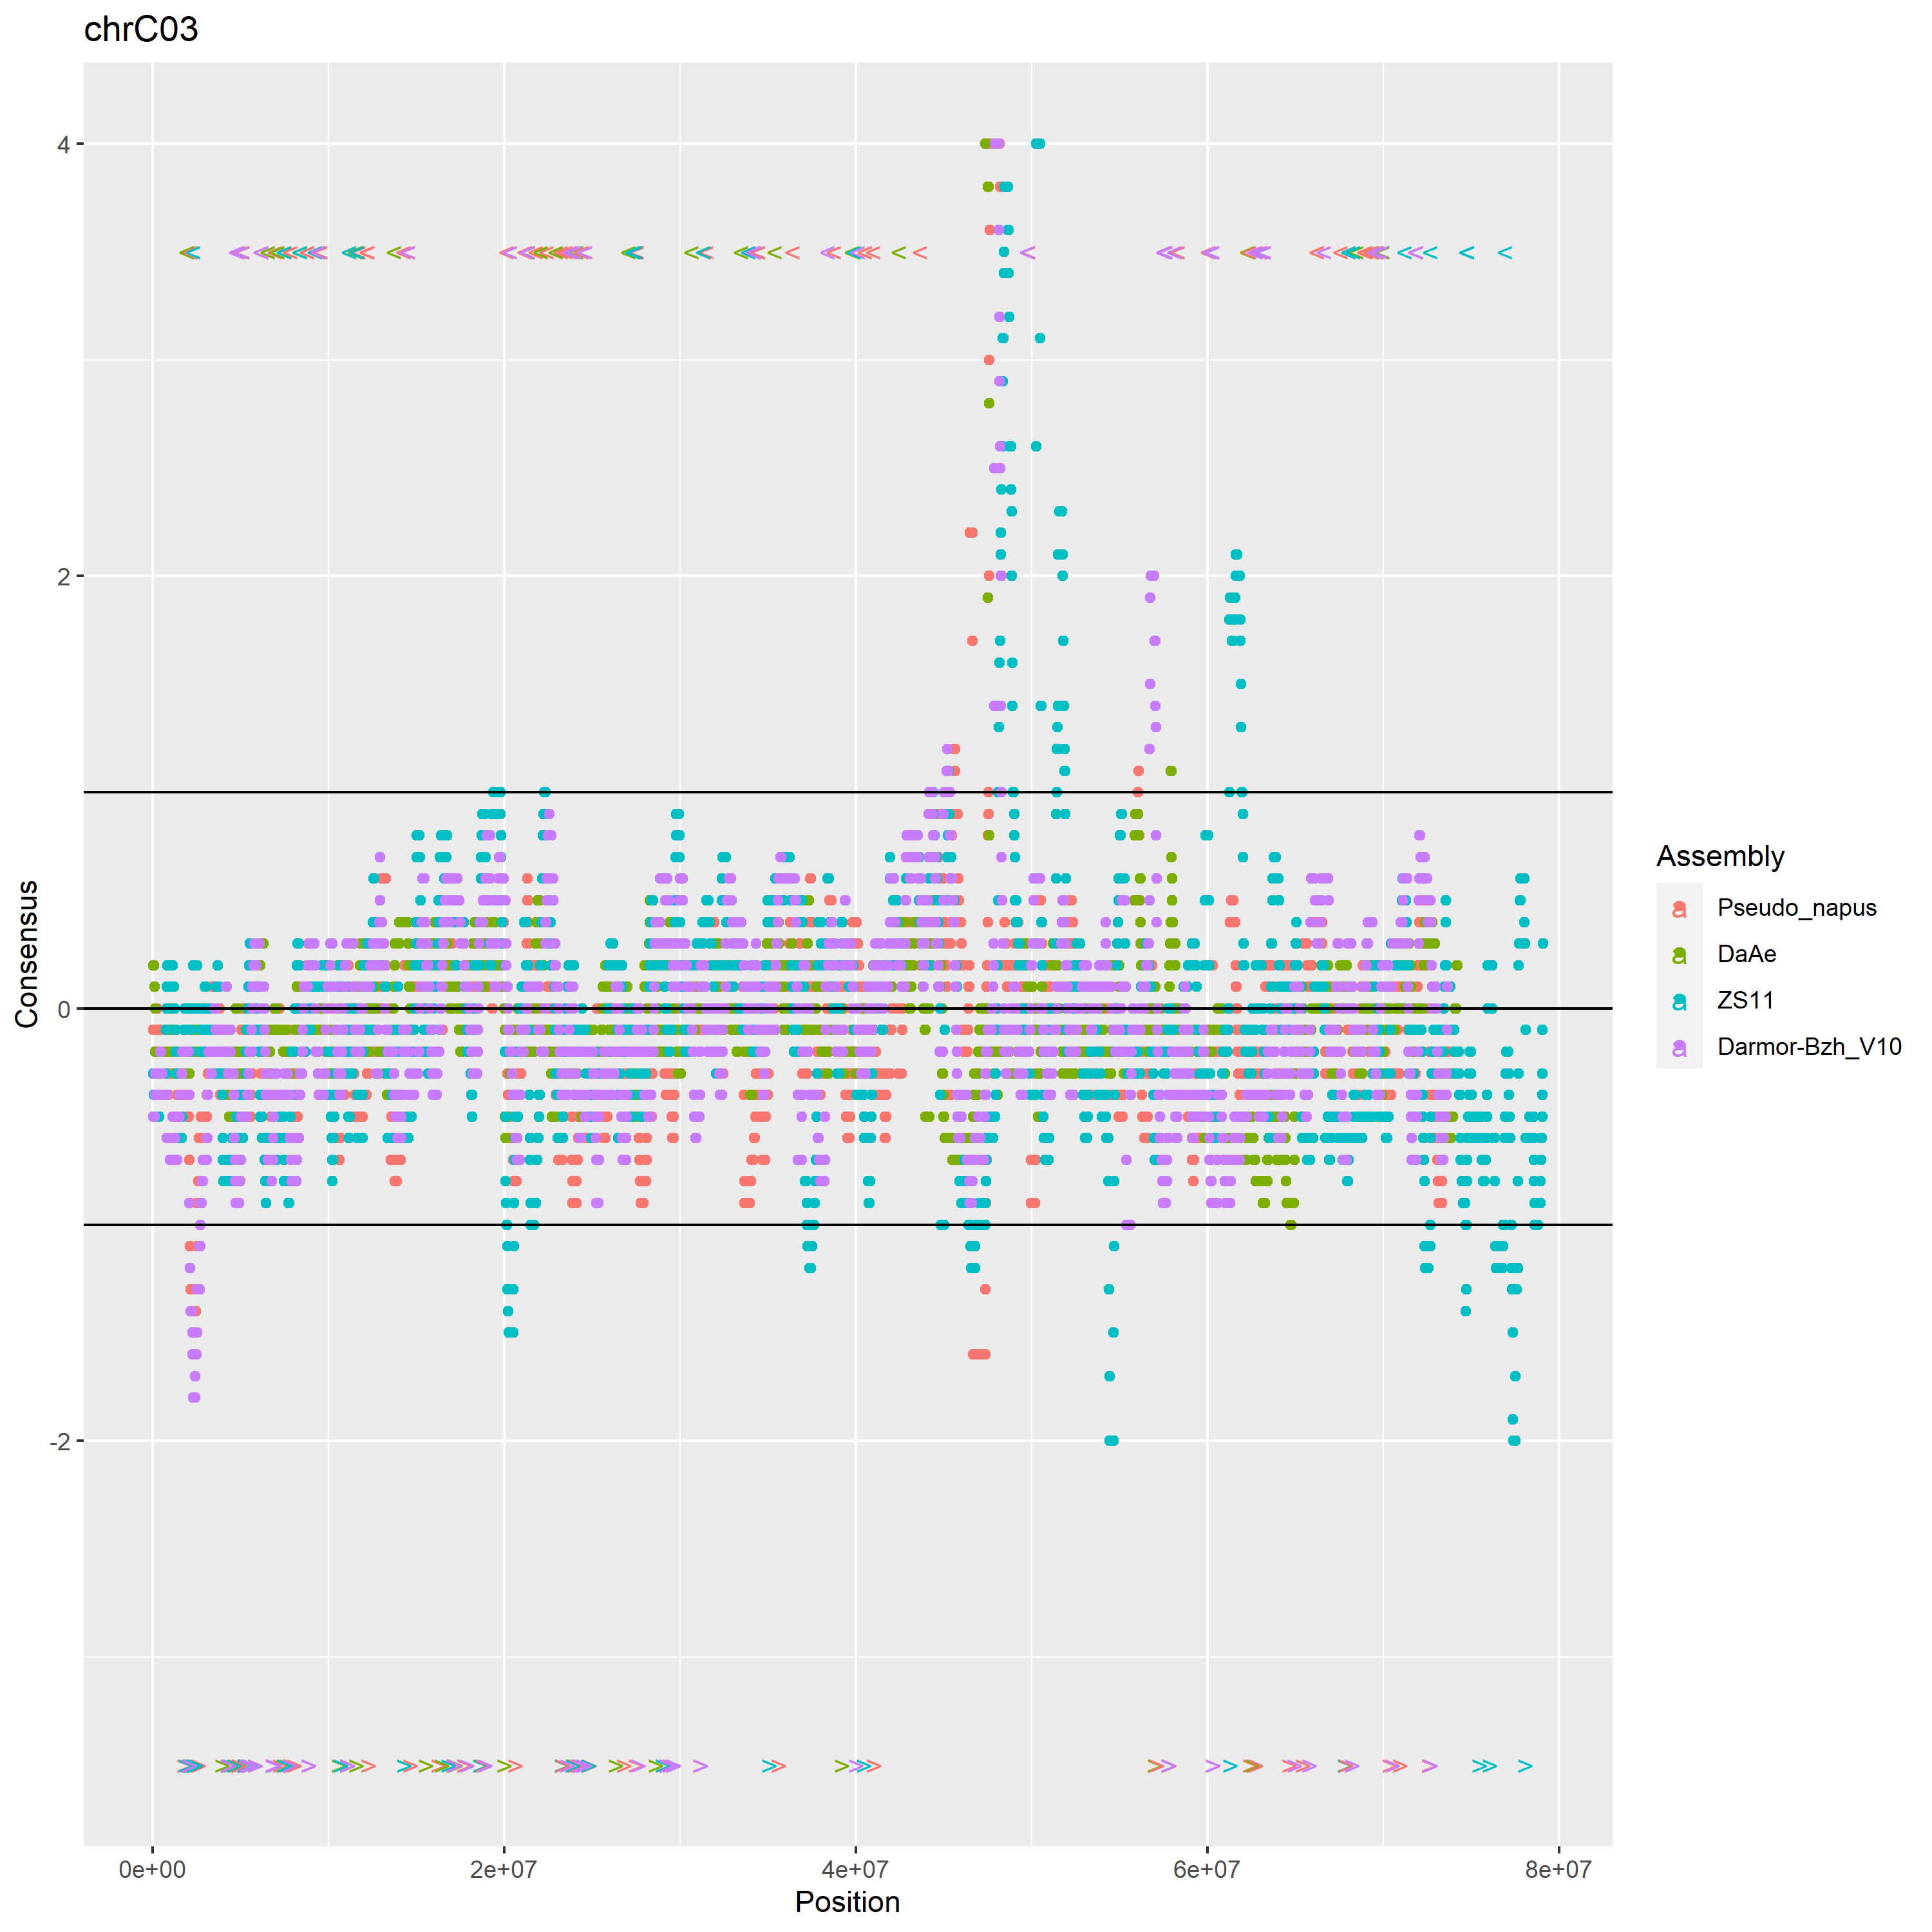 chrC03
4
2
0
-2
Consensus
0e+00 2e+07 4e+07 6e+07 8e+07
Position
Assembly
a Pseudo_napus
a DaAe
a ZS11
a Darmor-Bzh_V10